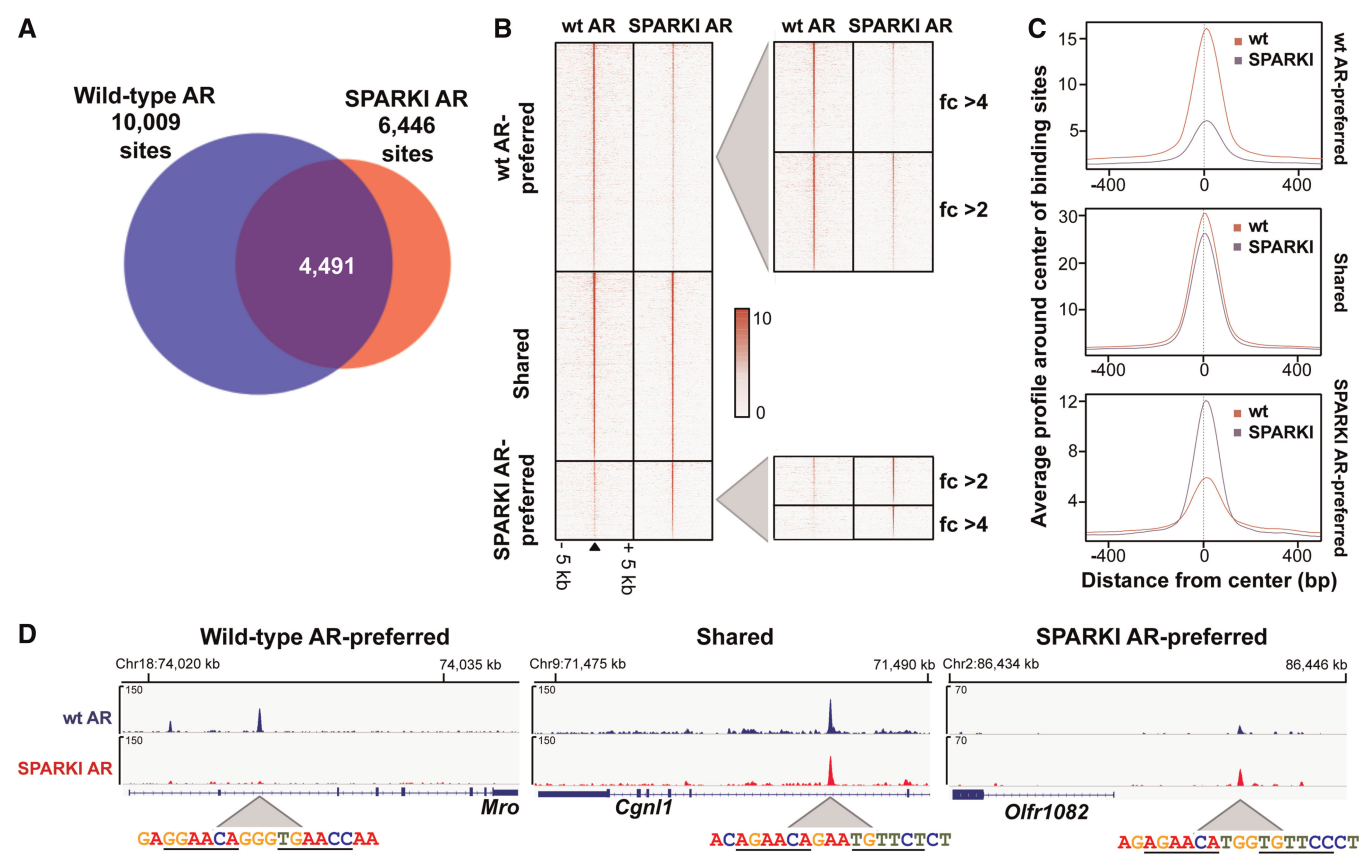 A
Wild-type AR
10,009
sites
SPARKI AR
6,446
sites
4,491
B
wt AR SPARKI AR
wt AR-
preferred
Shared
SPARKI AR-
preferred
- 5 kb
+ 5 kb
10
0
wt AR SPARKI AR
fc >4
fc >2
fc >2
fc >4
C
Average profile around center of binding sites
15
10
5
-400 0 400
wt
SPARKI
wt AR-preferred
30
20
10
-400 0 400
wt
SPARKI
Shared
12
8
4
-400 0 400
wt
SPARKI
SPARKI AR-preferred
Distance from center (bp)
D
Wild-type AR-preferred
Chr18:74,020 kb 74,035 kb
wt AR
150
SPARKI AR
150
Mro
GAGGAACAGGGTGAACCAA
Shared
Chr9:71,475 kb 71,490 kb
150
150
Cgnl1
ACAGAACAGAATGTTCTCT
SPARKI AR-preferred
Chr2:86,434 kb 86,446 kb
70
70
Olfr1082
AGAGAACATGGTGTTCCCT